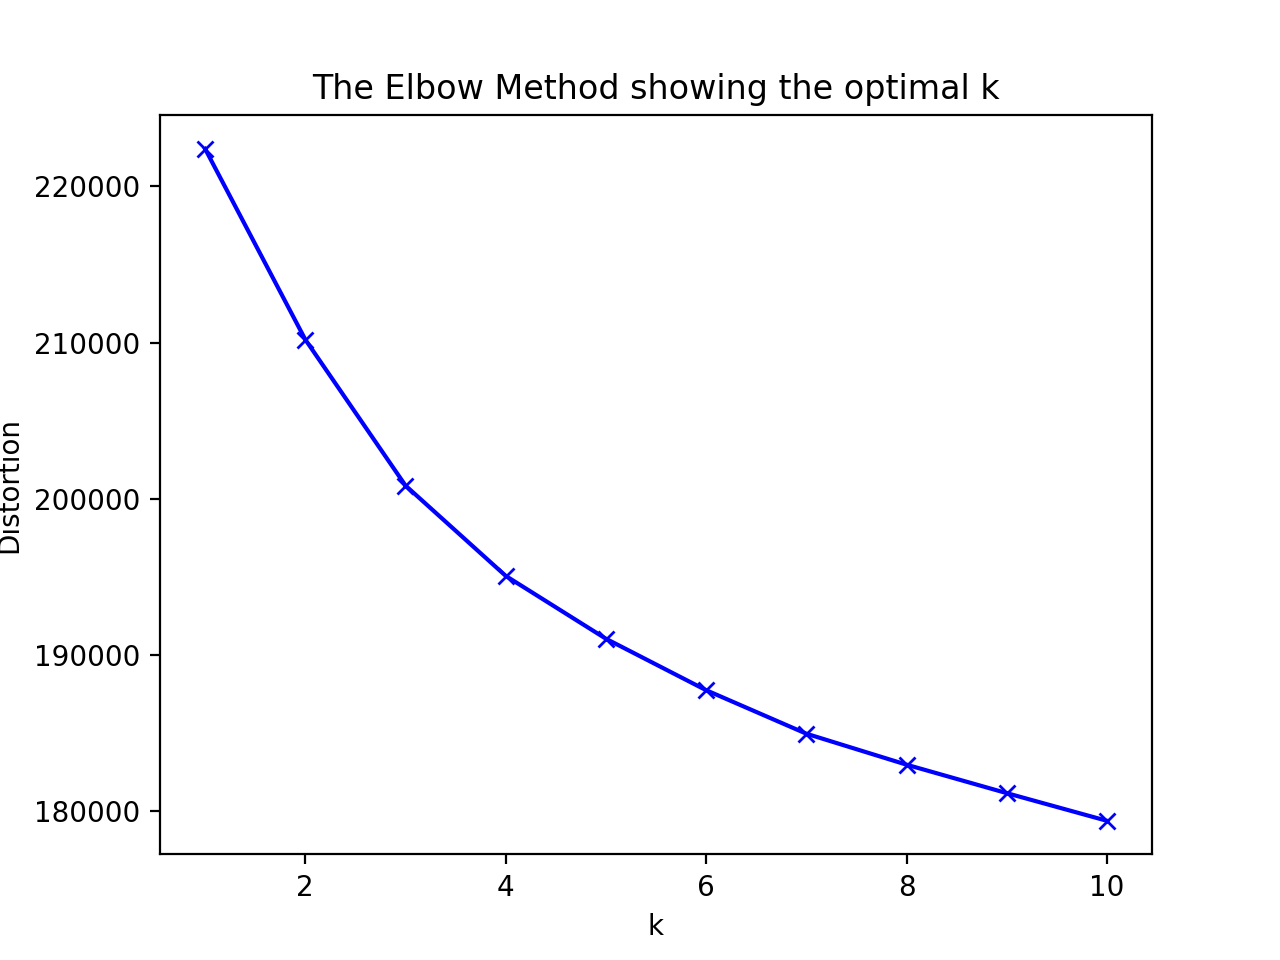 The Elbow Method showing the optimal k
220000
210000
200000
190000
180000
Distortion
2 4 6 8 10
k